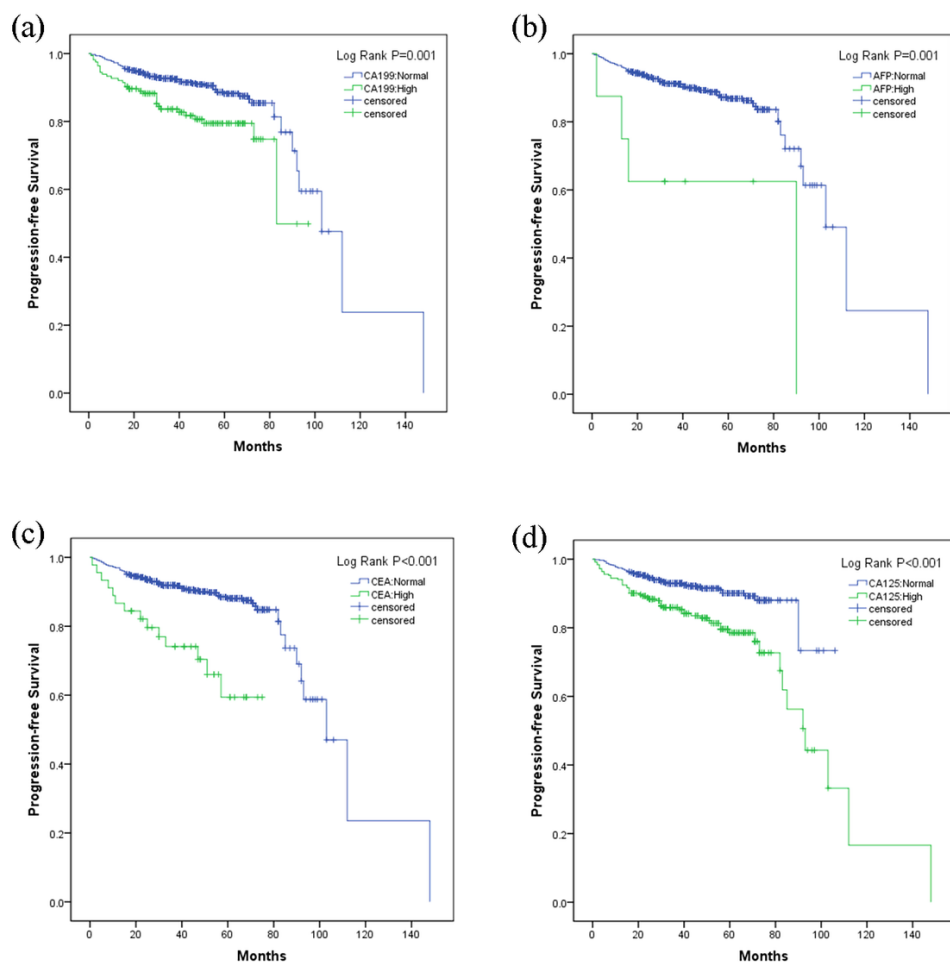 (a)
Log Rank P=0.001
CA199:Normal
CA199:High
censored
censored
Progression-free Survival
1.0
0.8
0.6
0.4
0.2
0.0
0 20 40 60 80 100 120 140
Months
(b)
Log Rank P=0.001
AFP:Normal
AFP:High
censored
censored
Progression-free Survival
1.0
0.8
0.6
0.4
0.2
0.0
0 20 40 60 80 100 120 140
Months
(c)
Log Rank P<0.001
CEA:Normal
CEA:High
censored
censored
Progression-free Survival
1.0
0.8
0.6
0.4
0.2
0.0
0 20 40 60 80 100 120 140
Months
(d)
Log Rank P<0.001
CA125:Normal
CA125:High
censored
censored
Progression-free Survival
1.0
0.8
0.6
0.4
0.2
0.0
0 20 40 60 80 100 120 140
Months